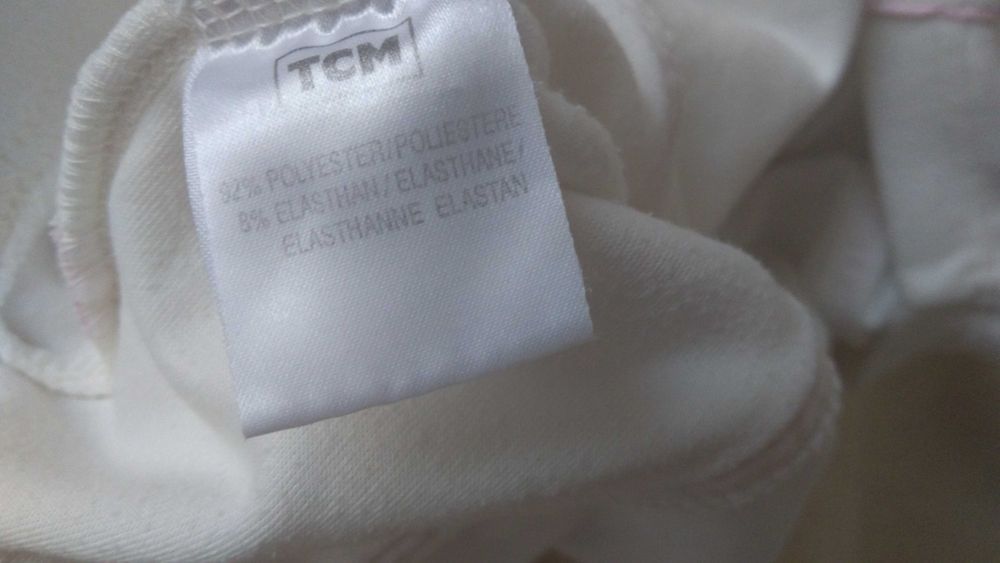 TCM
92% POLYESTER/POLIESTERE
8% ELASTHAN/ELASTHANE/
ELASTHANNE ELASTAN